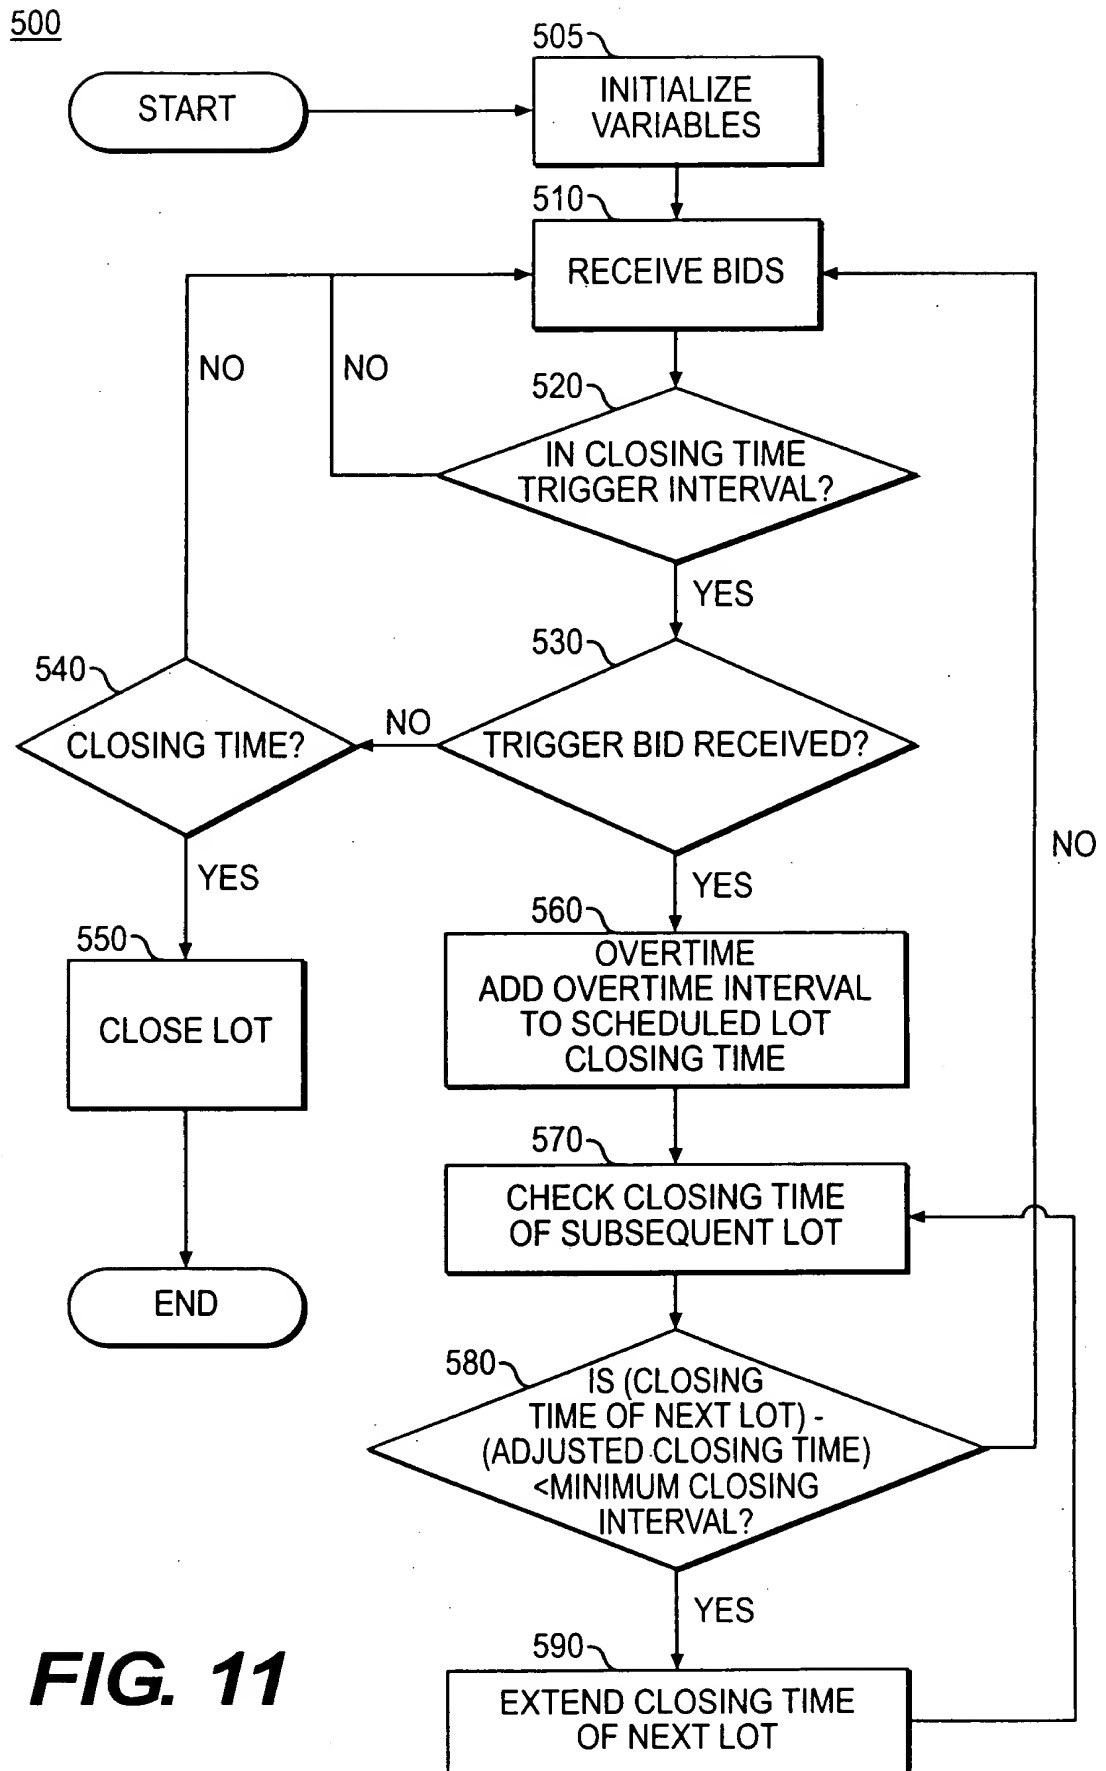 500
START
505
INITIALIZE
VARIABLES
510
RECEIVE BIDS
NO
NO
520
IN CLOSING TIME
TRIGGER INTERVAL?
YES
530
TRIGGER BID RECEIVED?
NO
540
CLOSING TIME?
YES
550
CLOSE LOT
END
YES
560
OVERTIME
ADD OVERTIME INTERVAL
TO SCHEDULED LOT
CLOSING TIME
NO
570
CHECK CLOSING TIME
OF SUBSEQUENT LOT
580
IS (CLOSING
TIME OF NEXT LOT) -
(ADJUSTED CLOSING TIME)
<MINIMUM CLOSING
INTERVAL?
YES
590
EXTEND CLOSING TIME
OF NEXT LOT
FIG. 11